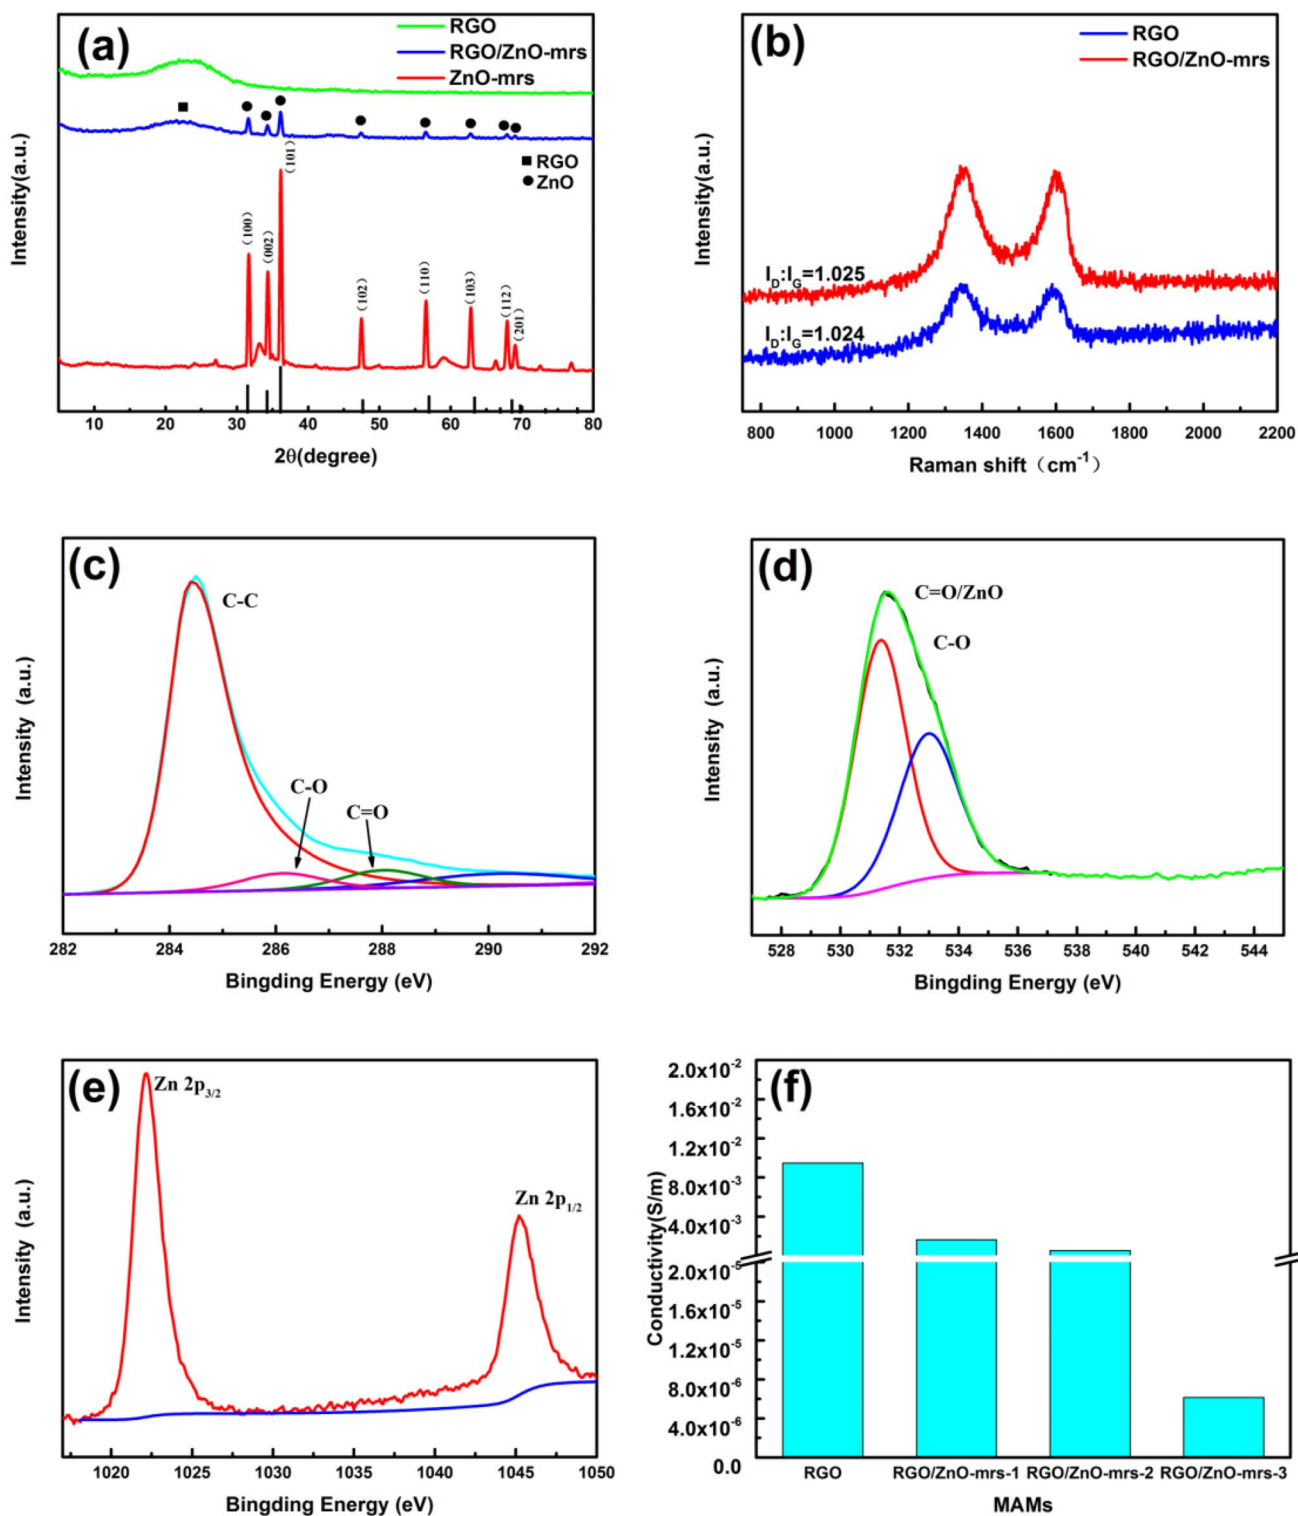 (a)
RGO
RGO/ZnO-mrs
ZnO-mrs
RGO
ZnO
(100)
(002)
(101)
(102)
(110)
(103)
(112)
(201)
Intensity(a.u.)
10 20 30 40 50 60 70 80
2θ(degree)
(b)
RGO
RGO/ZnO-mrs
I_D:I_G=1.025
I_D:I_G=1.024
Intensity(a.u.)
800 1000 1200 1400 1600 1800 2000 2200
Raman shift（cm⁻¹）
(c)
C-C
C-O
C=O
Intensity (a.u.)
282 284 286 288 290 292
Bingding Energy (eV)
(d)
C=O/ZnO
C-O
Intensity (a.u.)
528 530 532 534 536 538 540 542 544
Bingding Energy (eV)
(e)
Zn 2p3/2
Zn 2p1/2
Intensity (a.u.)
1020 1025 1030 1035 1040 1045 1050
Bingding Energy (eV)
(f)
2.0x10⁻²
1.6x10⁻²
1.2x10⁻²
8.0x10⁻³
4.0x10⁻³
2.0x10⁻⁵
1.6x10⁻⁵
1.2x10⁻⁵
8.0x10⁻⁶
4.0x10⁻⁶
0.0
Conductivity(S/m)
RGO RGO/ZnO-mrs-1 RGO/ZnO-mrs-2 RGO/ZnO-mrs-3
MAMs